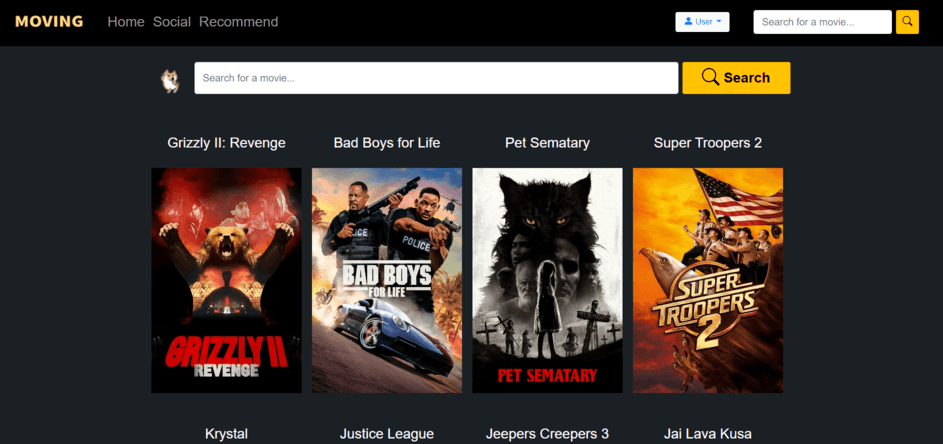 MOVING Home Social Recommend User Search for a movie...
Search for a movie... Search
Grizzly II: Revenge Bad Boys for Life Pet Sematary Super Troopers 2
POLICE
POLICE
BAD BOYS
FOR LIFE
SUPER
TROOPERS
2
GRIZZLY II
REVENGE
PET SEMATARY
Krystal Justice League Jeepers Creepers 3 Jai Lava Kusa